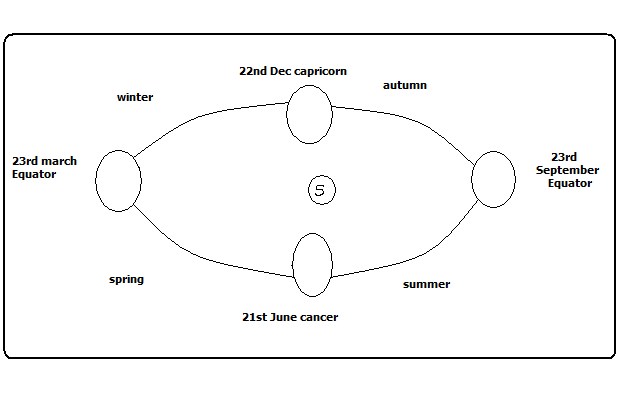 22nd Dec capricorn
autumn
winter
23rd march
Equator
23rd
September
Equator
S
spring
summer
21st June cancer